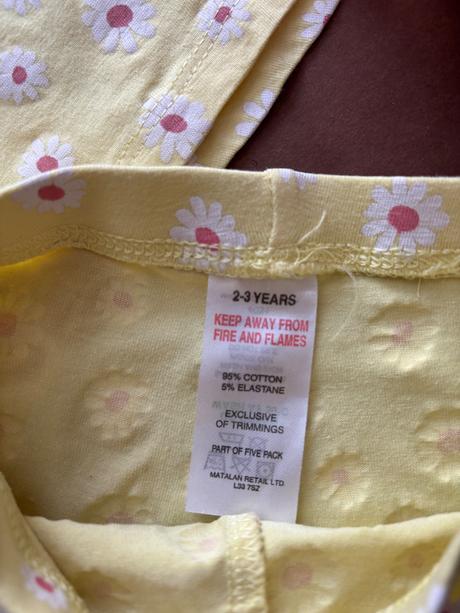 2-3 YEARS
KEEP AWAY FROM
FIRE AND FLAMES
95% COTTON
5% ELASTANE
EXCLUSIVE
OF TRIMMINGS
PART OF FIVE PACK
MATALAN RETAIL LTD.
L33 7SZ